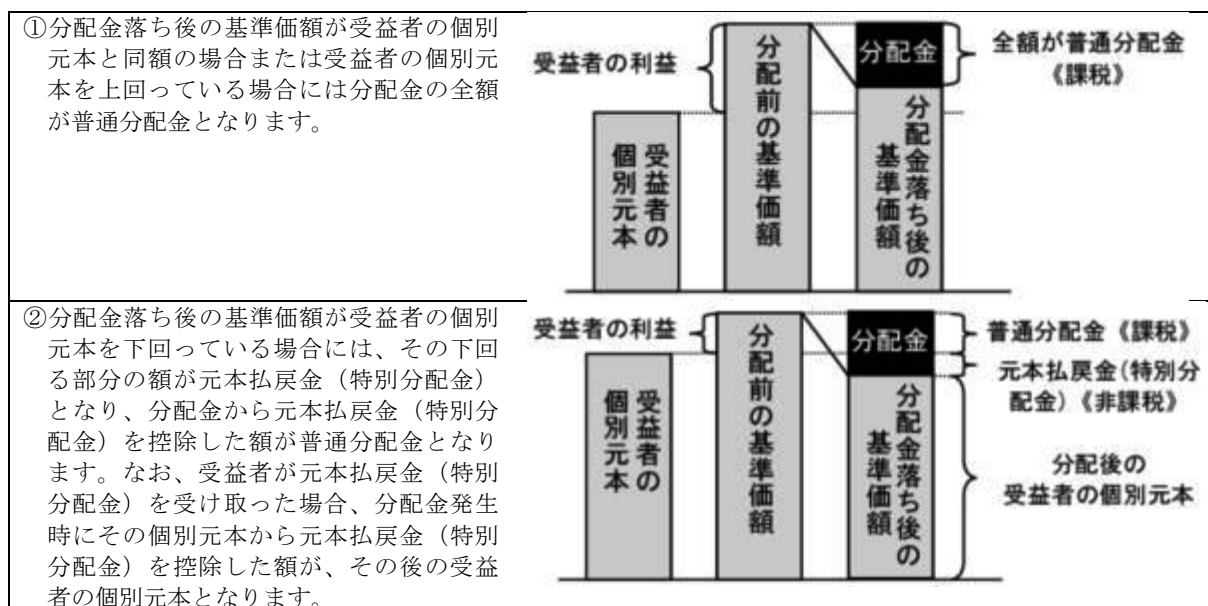 ①分配金落ち後の基準価額が受益者の個別
元本と同額の場合または受益者の個別元
本を上回っている場合には分配金の全額
が普通分配金となります。
受益者の利益
受益者の
個別元本
分配前の基準価額
分配金
分配金落ち後の
基準価額
全額が普通分配金
《課税》
②分配金落ち後の基準価額が受益者の個別
元本を下回っている場合には、その下回
る部分の額が元本払戻金（特別分配金）
となり、分配金から元本払戻金（特別分
配金）を控除した額が普通分配金となり
ます。なお、受益者が元本払戻金（特別
分配金）を受け取った場合、分配金発生
時にその個別元本から元本払戻金（特別
分配金）を控除した額が、その後の受益
者の個別元本となります。
受益者の利益
受益者の
個別元本
分配前の基準価額
分配金
分配金落ち後の
基準価額
普通分配金《課税》
元本払戻金(特別分
配金)《非課税》
分配後の
受益者の個別元本